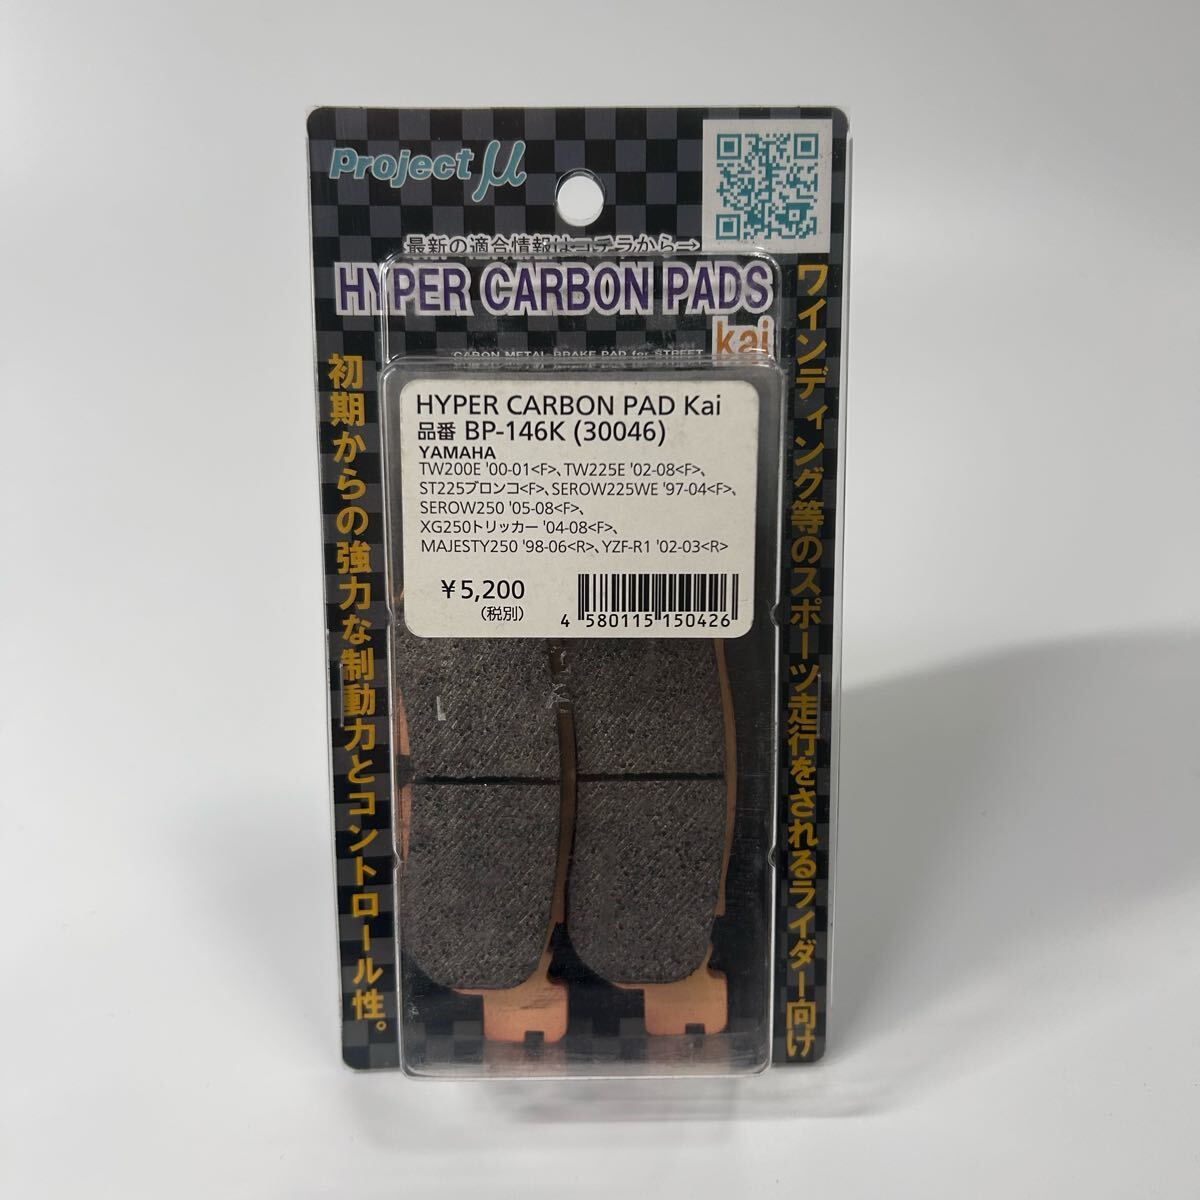 Project μ
最新の適合情報はコチラから→
HYPER CARBON PADS
kai
CARBON METAL BRAKE PAD for STREET
ワインディング等のスポーツ走行をされるライダー向け
初期からの強力な制動力とコントロール性。
HYPER CARBON PAD Kai
品番 BP-146K (30046)
YAMAHA
TW200E '00-01<F>、TW225E '02-08<F>、
ST225ブロンコ<F>、SEROW225WE '97-04<F>、
SEROW250 '05-08<F>、
XG250トリッカー '04-08<F>、
MAJESTY250 '98-06<R>、YZF-R1 '02-03<R>
¥5,200
(税別)
4 580115 150426